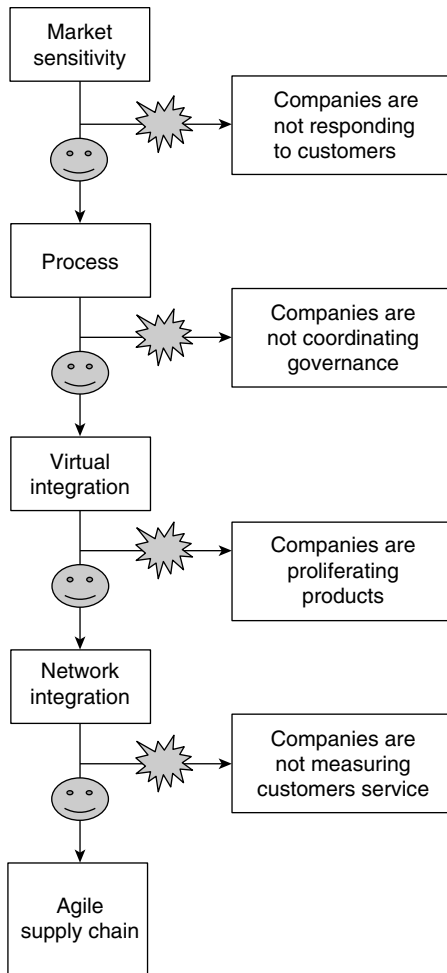 Market
sensitivity
Companies are
not responding
to customers
Process
Companies are
not coordinating
governance
Virtual
integration
Companies are
proliferating
products
Network
integration
Companies are
not measuring
customers service
Agile
supply chain